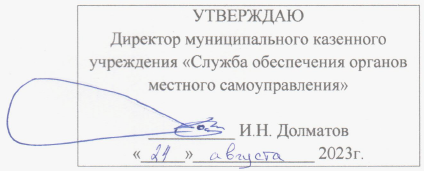 УТВЕРЖДАЮ
Директор муниципального казенного
учреждения «Служба обеспечения органов
местного самоуправления»
И.Н. Долматов
«21» августа 2023г.